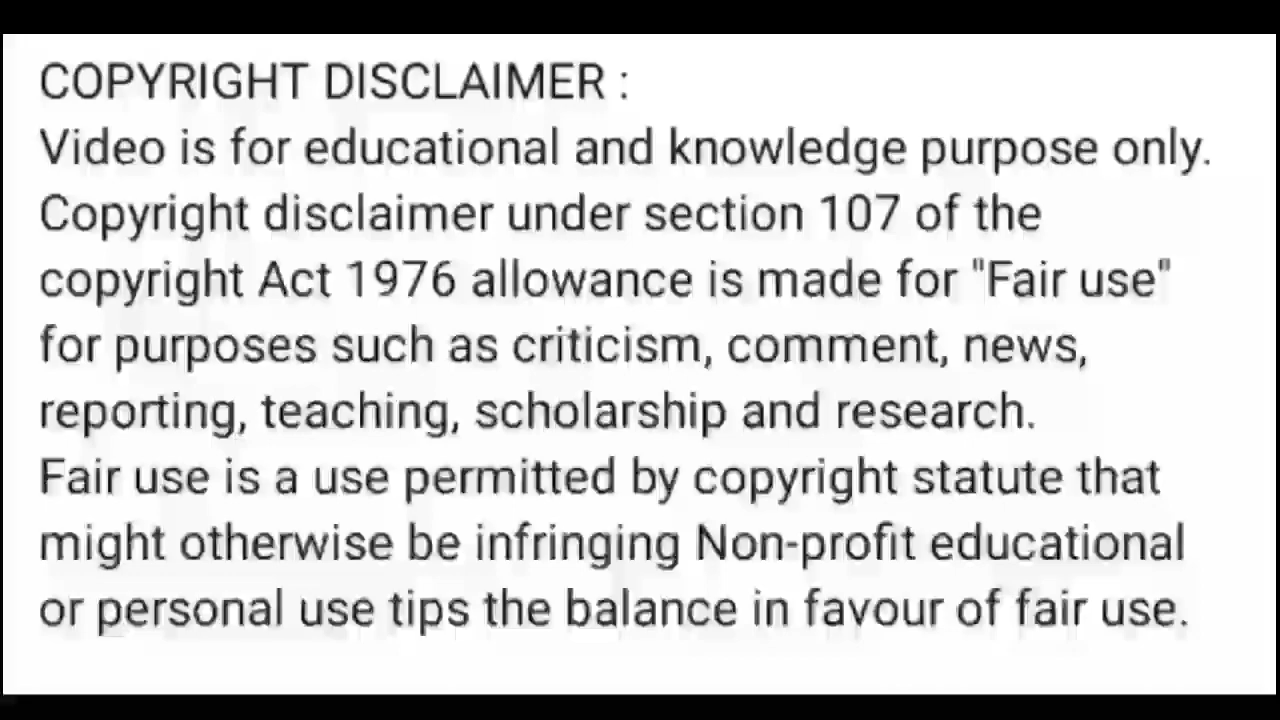 COPYRIGHT DISCLAIMER :
Video is for educational and knowledge purpose only.
Copyright disclaimer under section 107 of the
copyright Act 1976 allowance is made for "Fair use"
for purposes such as criticism, comment, news,
reporting, teaching, scholarship and research.
Fair use is a use permitted by copyright statute that
might otherwise be infringing Non-profit educational
or personal use tips the balance in favour of fair use.